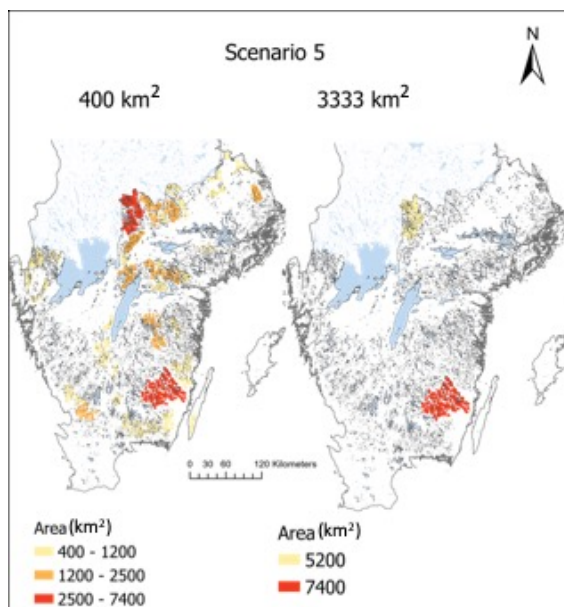 N
Scenario 5
400 km²
3333 km²
0 30 60 120 Kilometers
Area (km²)
400 - 1200
1200 - 2500
2500 - 7400
Area (km²)
5200
7400